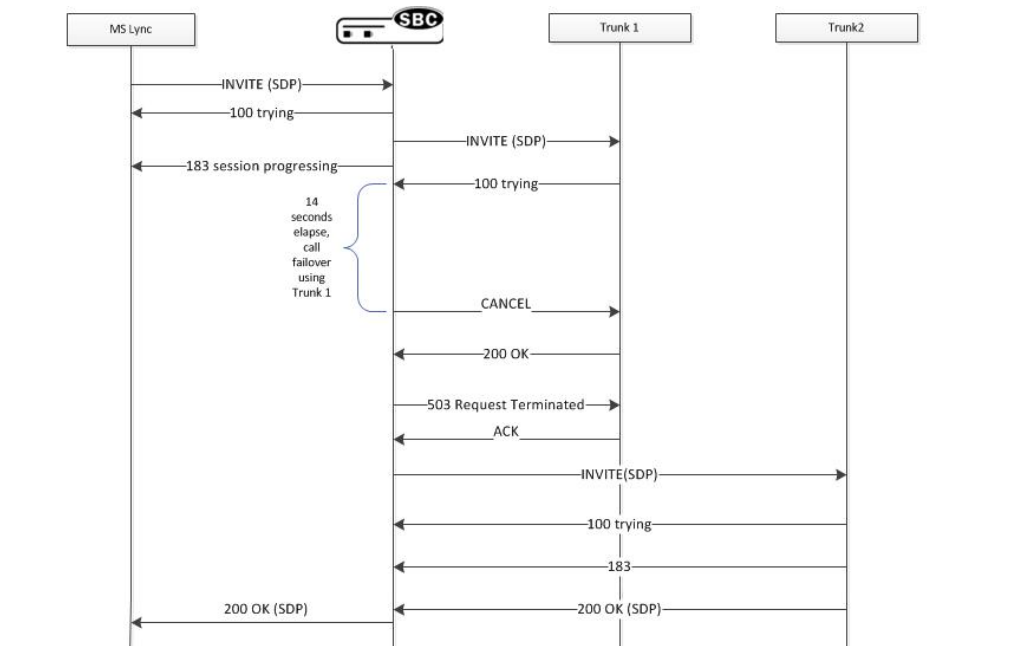 MS Lync
SBC
Trunk 1
Trunk2
INVITE (SDP)
100 trying
INVITE (SDP)
183 session progressing
100 trying
14
seconds
elapse,
call
failover
using
Trunk 1
CANCEL
200 OK
503 Request Terminated
ACK
INVITE(SDP)
100 trying
183
200 OK (SDP)
200 OK (SDP)